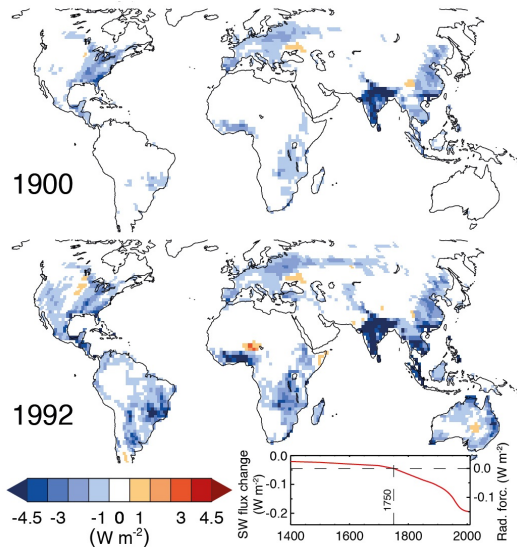 1900
1992
-4.5 -3 -1 0 1 3 4.5
(W m-2)
SW flux change
(W m-2)
0.0
-0.1
-0.2
1750
0.0
-0.1
Rad. forc. (W m-2)
1400 1600 1800 2000